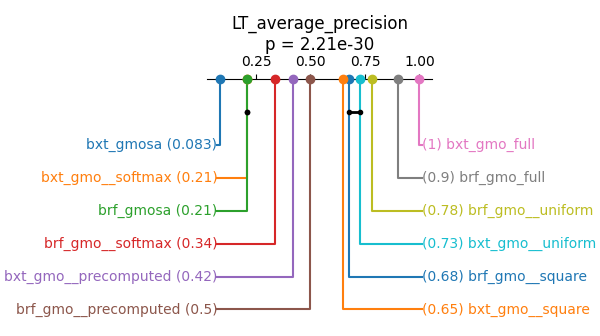 LT_average_precision
p = 2.21e-30
0.25 0.50 0.75 1.00
bxt_gmosa (0.083)
(1) bxt_gmo_full
bxt_gmo__softmax (0.21)
(0.9) brf_gmo_full
brf_gmosa (0.21)
(0.78) brf_gmo__uniform
brf_gmo__softmax (0.34)
(0.73) bxt_gmo__uniform
bxt_gmo__precomputed (0.42)
(0.68) brf_gmo__square
brf_gmo__precomputed (0.5)
(0.65) bxt_gmo__square